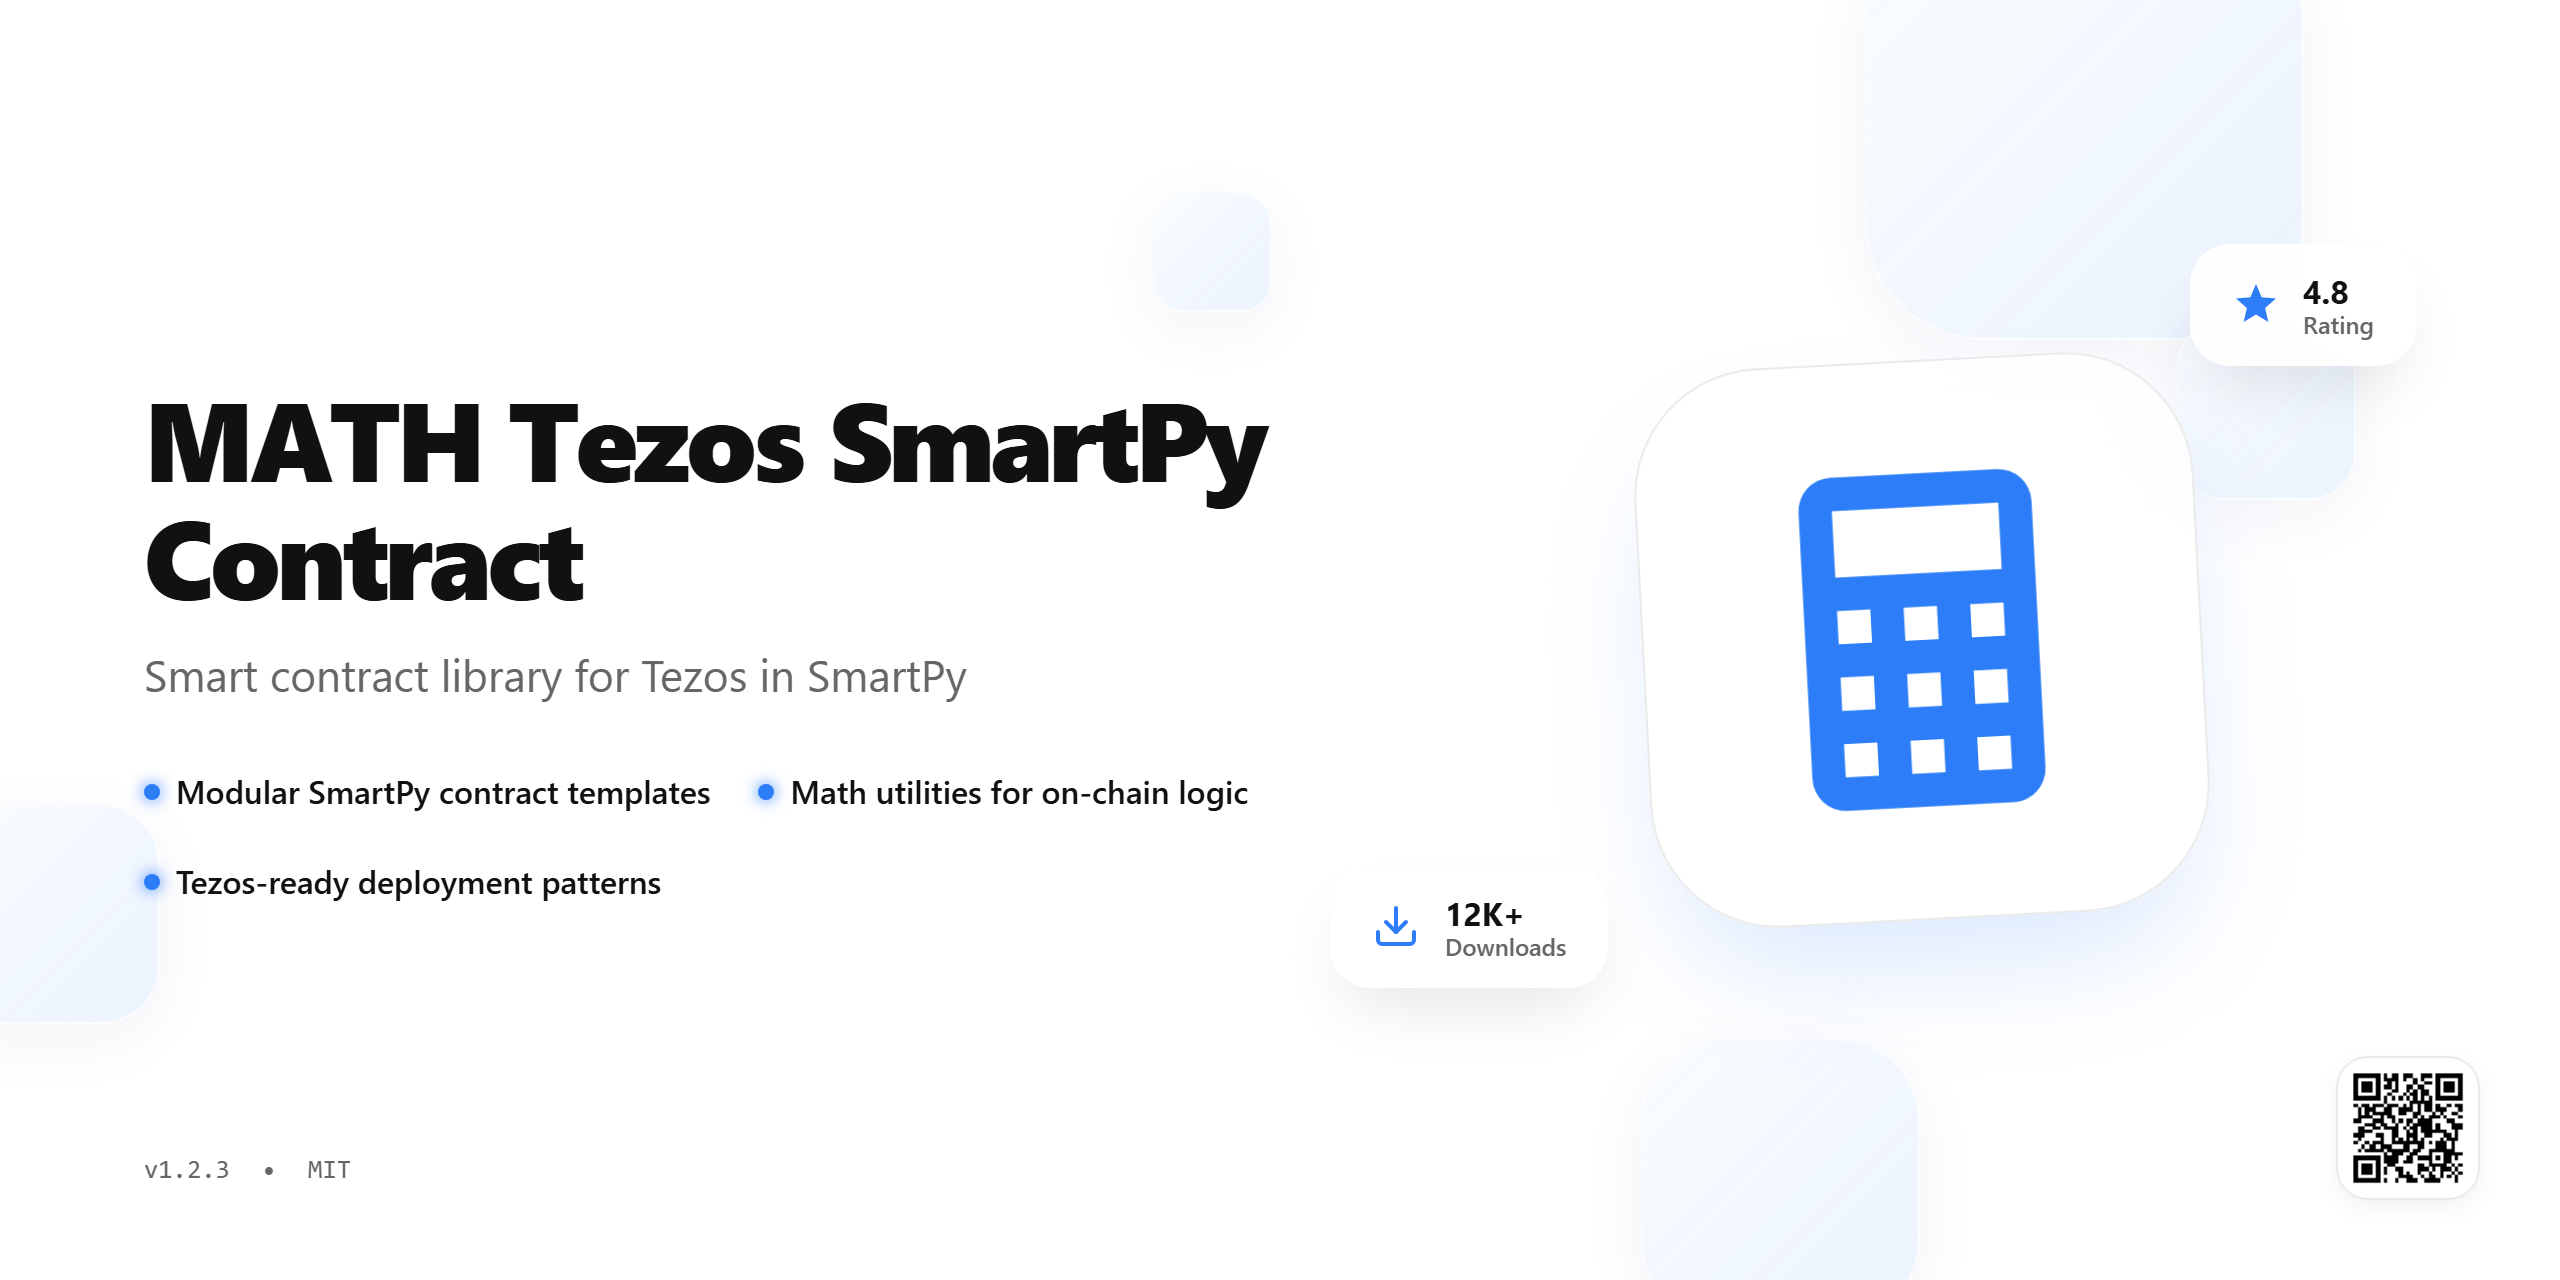 MATH Tezos SmartPy
Contract
Smart contract library for Tezos in SmartPy
Modular SmartPy contract templates
Math utilities for on-chain logic
Tezos-ready deployment patterns
4.8
Rating
12K+
Downloads
v1.2.3 • MIT